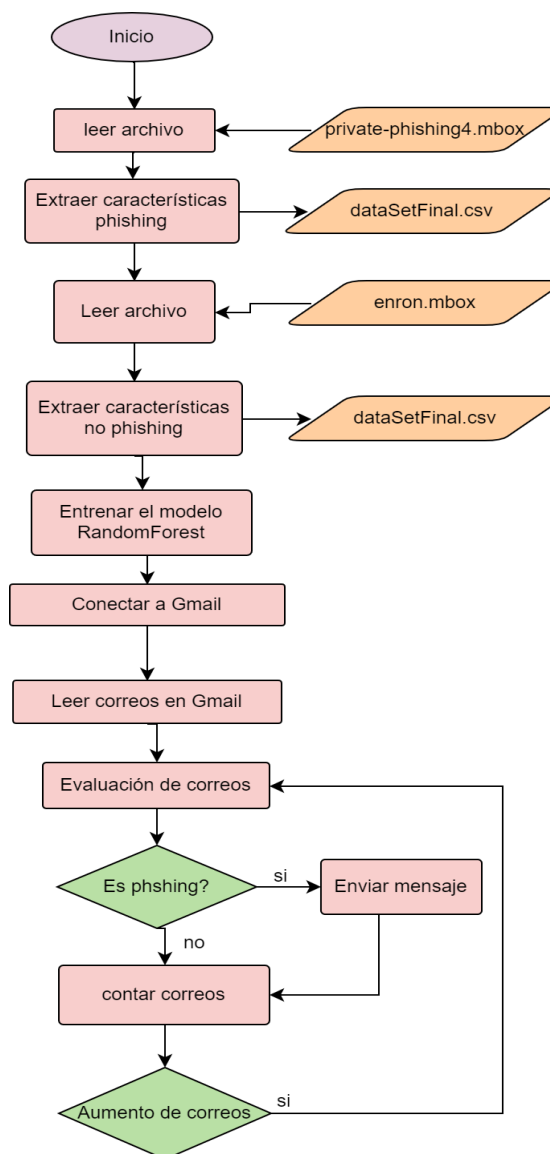 Inicio
leer archivo
private-phishing4.mbox
Extraer características
phishing
dataSetFinal.csv
Leer archivo
enron.mbox
Extraer características
no phishing
dataSetFinal.csv
Entrenar el modelo
RandomForest
Conectar a Gmail
Leer correos en Gmail
Evaluación de correos
Es phshing?
si
Enviar mensaje
no
contar correos
Aumento de correos
si